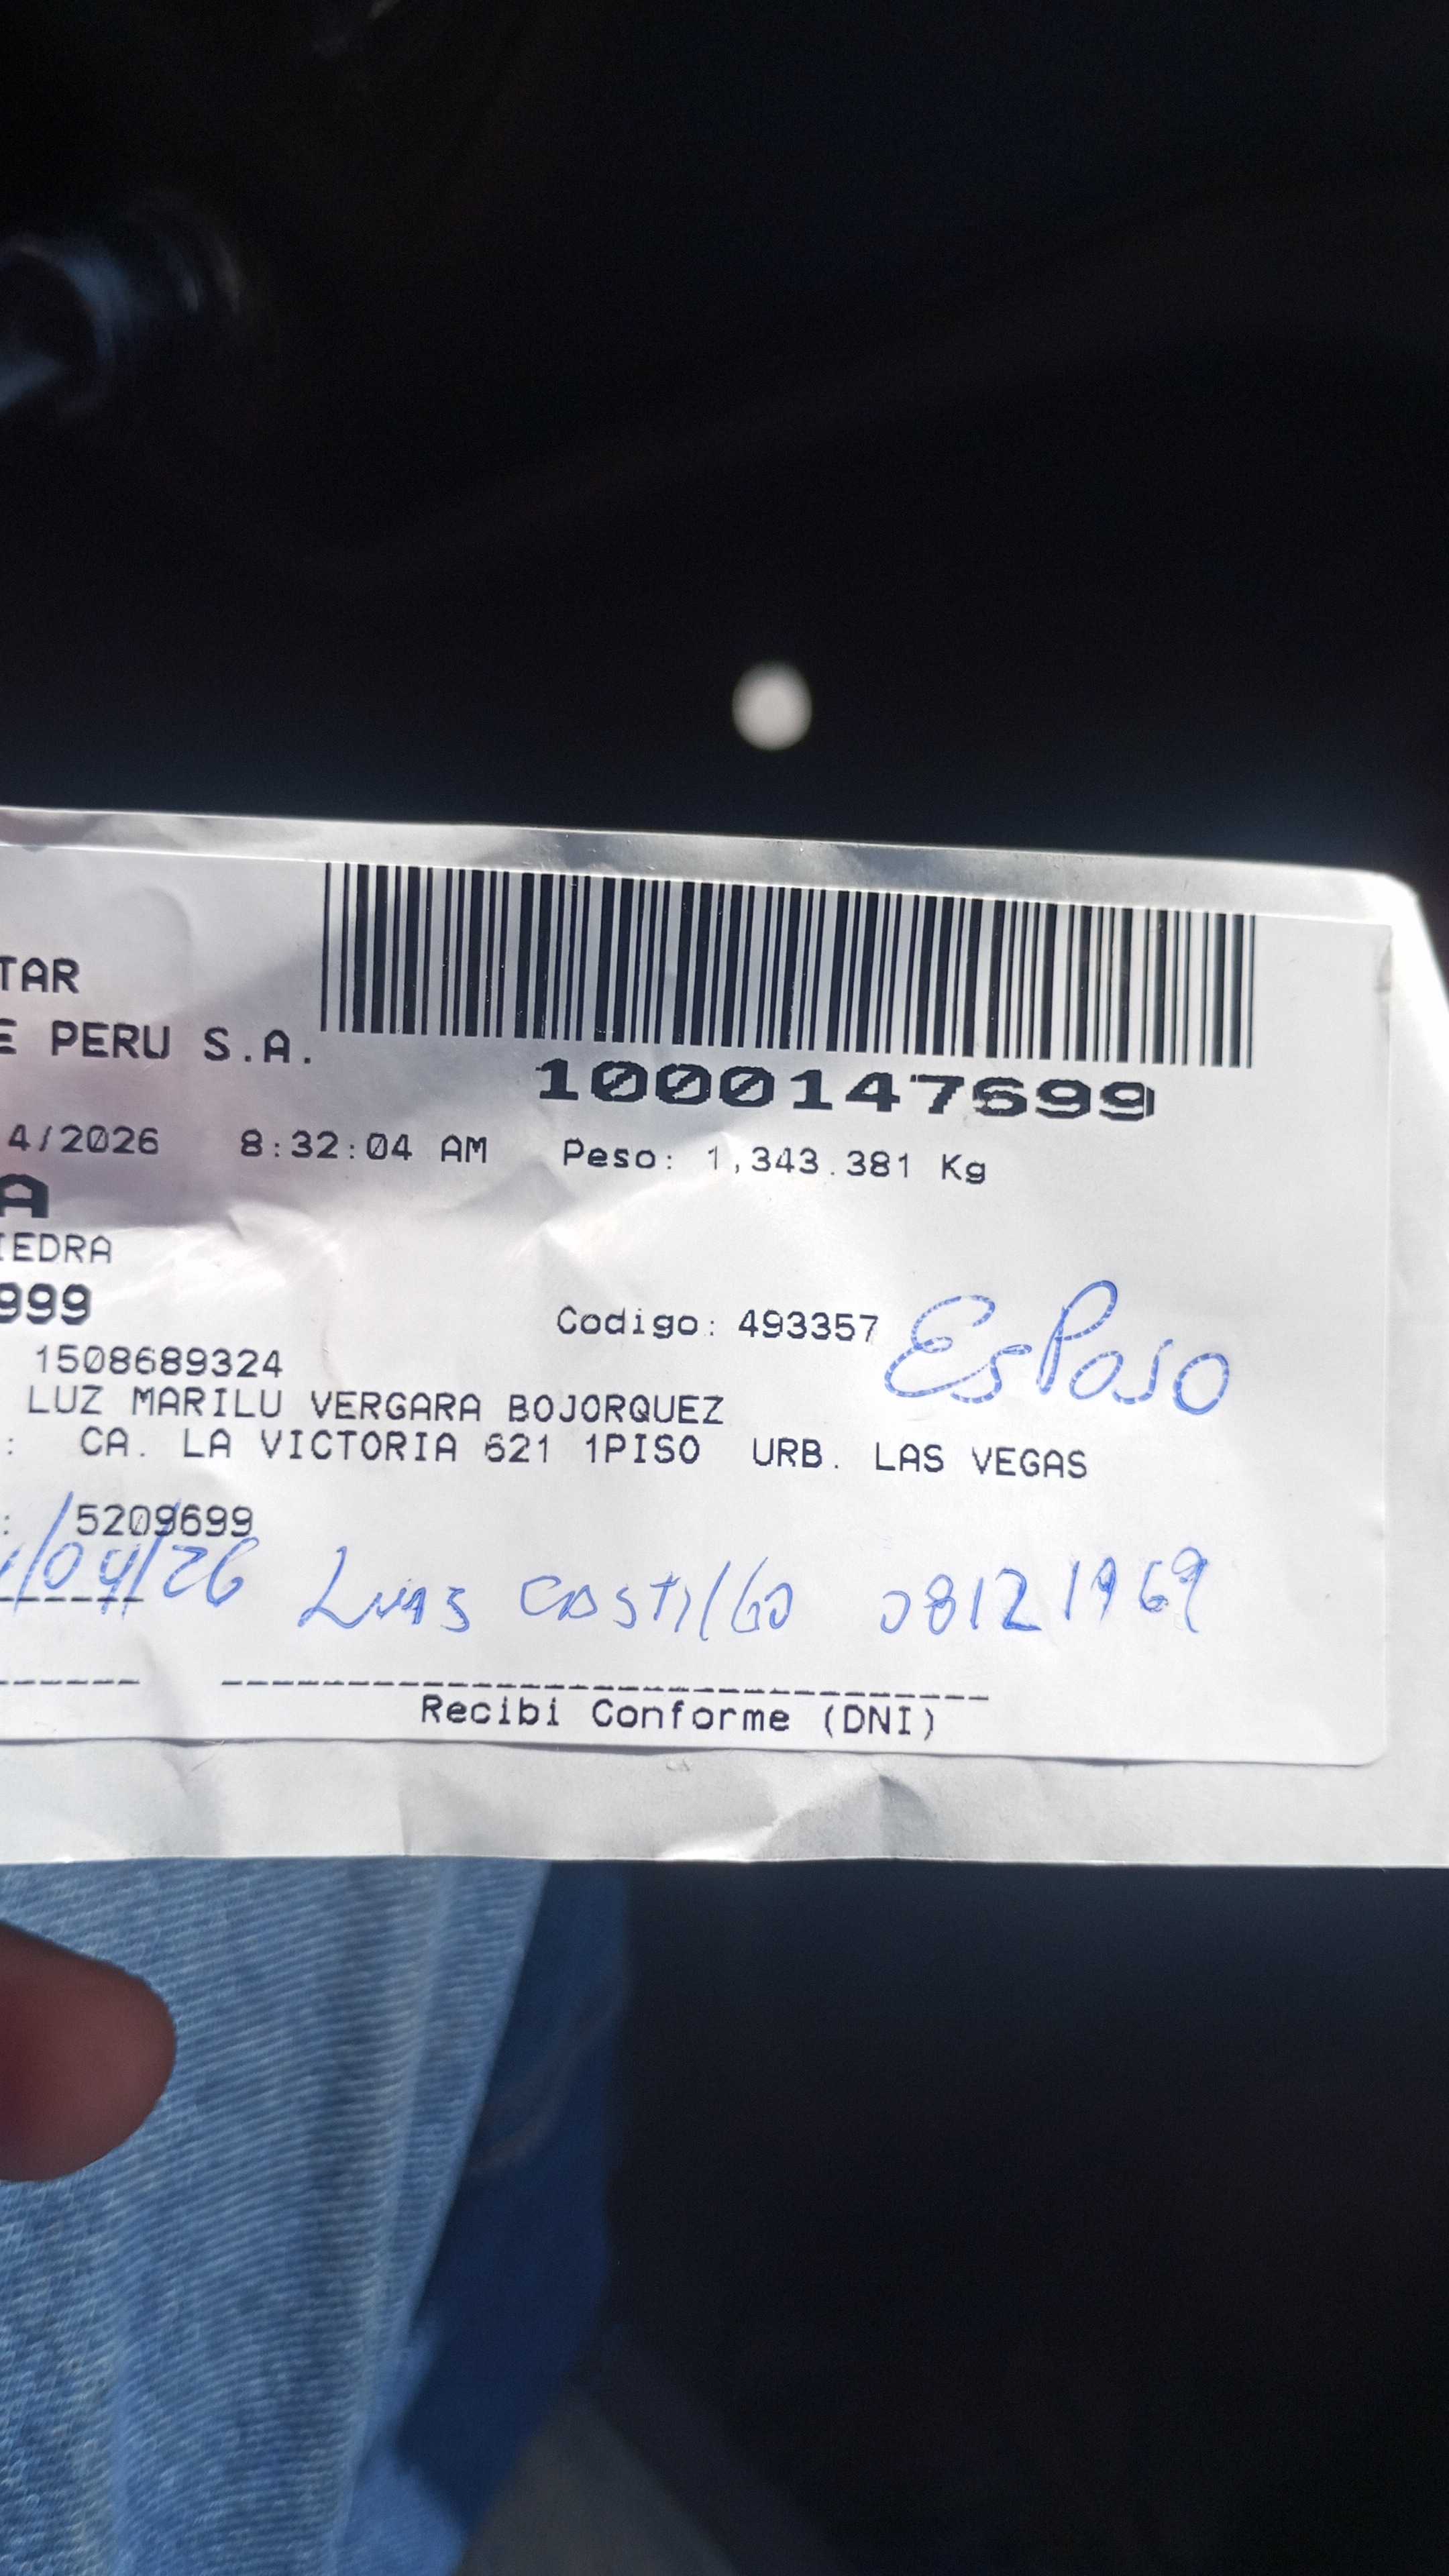 TAR
E PERU S.A.
1000147699
4/2026 8:32:04 AM Peso: 1,343.381 Kg
A
IEDRA
999
Codigo: 493357 Esposo
1508689324
LUZ MARILU VERGARA BOJORQUEZ
: CA. LA VICTORIA 621 1PISO URB. LAS VEGAS
: 5209699
/04/26 Castillo 08121969
Recibi Conforme (DNI)